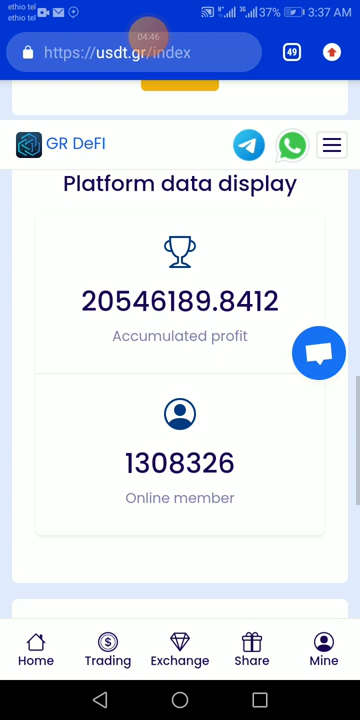 ethio tel
ethio tel
37%
3:37 AM
04:46
https://usdt.gr/index
49
GR DeFI
Platform data display
20546189.8412
Accumulated profit
1308326
Online member
Home Trading Exchange Share Mine